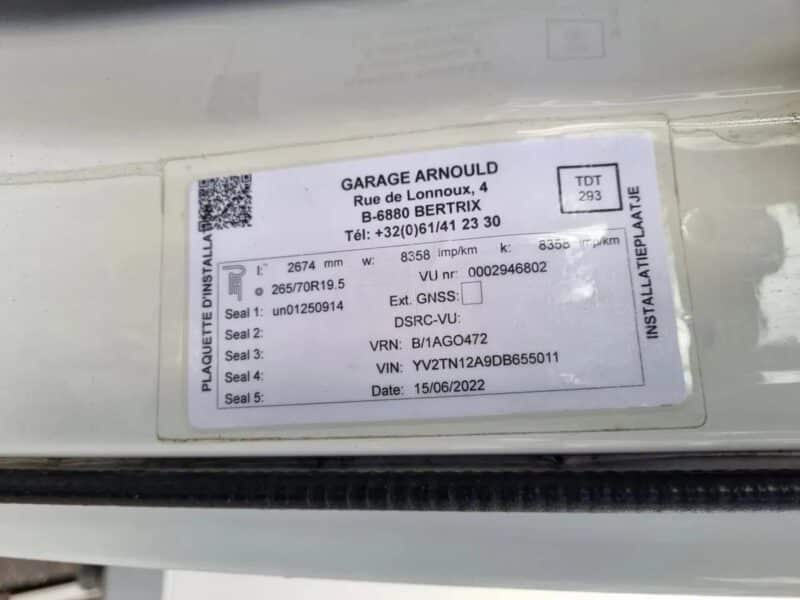 GARAGE ARNOULD
Rue de Lonnoux, 4
B-6880 BERTRIX
Tél: +32(0)61/41 23 30
TDT
293
PLAQUETTE D'INSTALLA
l: 2674 mm w: 8358 imp/km k: 8358 imp/km
265/70R19.5
VU nr: 0002946802
Seal 1: un01250914
Ext. GNSS:
Seal 2:
DSRC-VU:
Seal 3:
VRN: B/1AGO472
Seal 4:
VIN: YV2TN12A9DB655011
Seal 5:
Date: 15/06/2022
INSTALLATIEPLAATJE